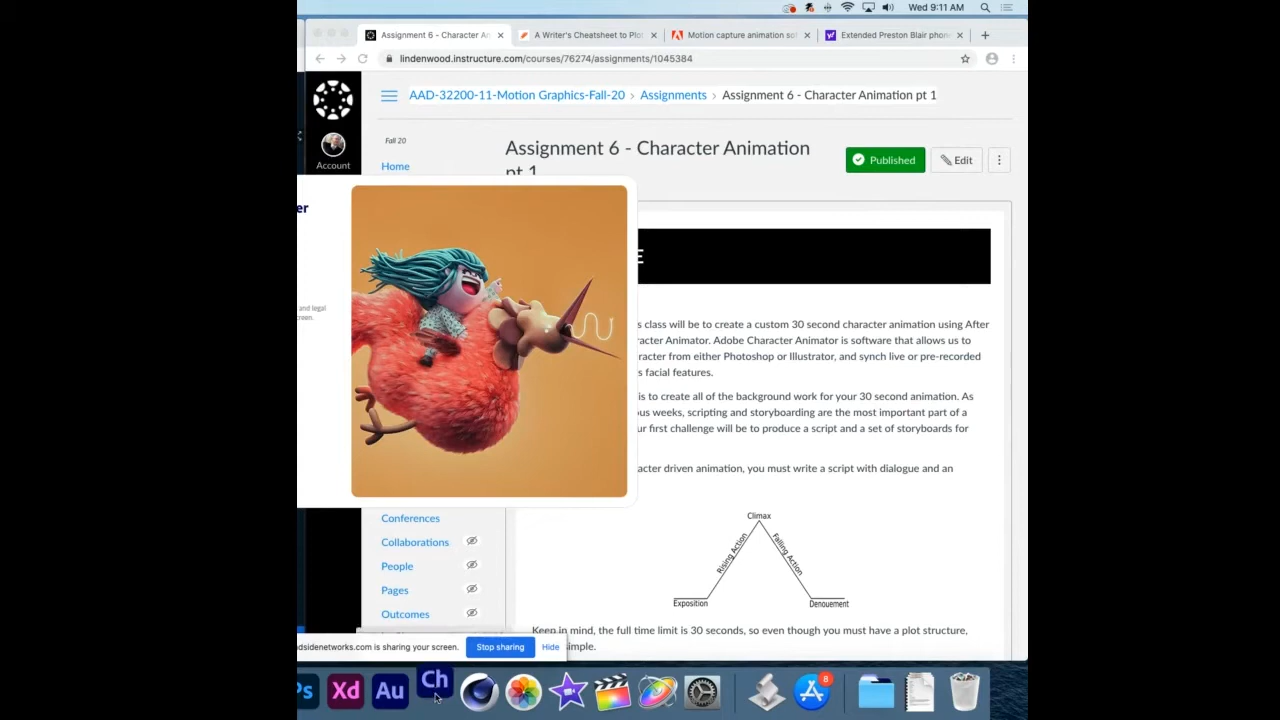 Wed 9:11 AM
Assignment 6 - Character An
A Writer's Cheatsheet to Plot
Motion capture animation sof
Extended Preston Blair phone
lindenwood.instructure.com/courses/76274/assignments/1045384
AAD-32200-11-Motion Graphics-Fall-20 > Assignments > Assignment 6 - Character Animation pt 1
Account
Fall 20
Home
Assignment 6 - Character Animation
pt 1
Published
Edit
er
and legal
creen.
E
s class will be to create a custom 30 second character animation using After
racter Animator. Adobe Character Animator is software that allows us to
racter from either Photoshop or Illustrator, and synch live or pre-recorded
s facial features.
is to create all of the background work for your 30 second animation. As
ous weeks, scripting and storyboarding are the most important part of a
ur first challenge will be to produce a script and a set of storyboards for
acter driven animation, you must write a script with dialogue and an
Climax
Rising Action
Falling Action
Exposition
Denouement
Conferences
Collaborations
People
Pages
Outcomes
Keep in mind, the full time limit is 30 seconds, so even though you must have a plot structure,
simple.
ndsidenetworks.com is sharing your screen.
Stop sharing
Hide
Ps
Xd
Au
Ch
8